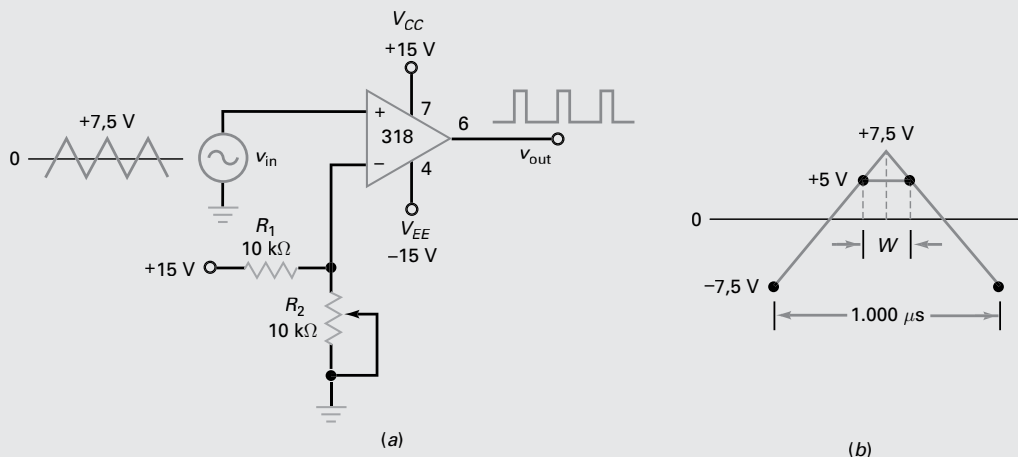 V_CC
+15 V
7
6
+
318
−
4
v_out
V_EE
−15 V
+7,5 V
0
v_in
R_1
10 kΩ
+15 V
R_2
10 kΩ
(a)
+7,5 V
+5 V
0
W
−7,5 V
1.000 μs
(b)